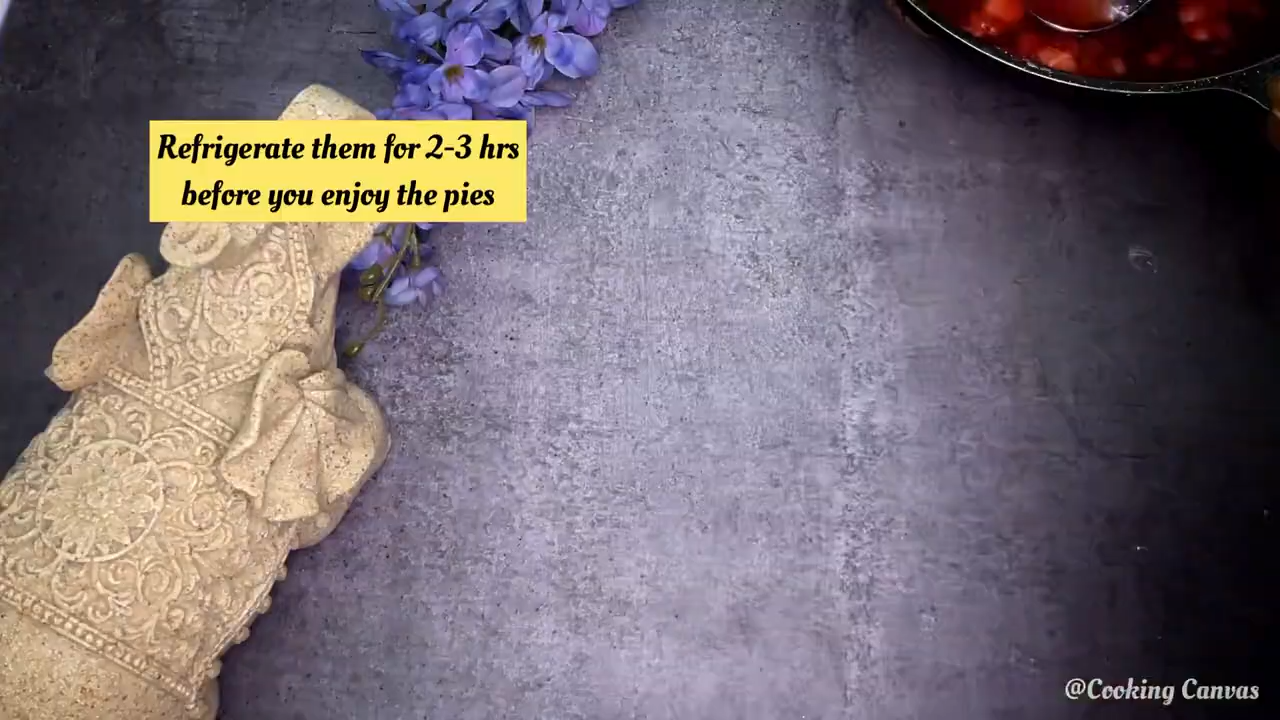 Refrigerate them for 2-3 hrs
before you enjoy the pies
@Cooking Canvas